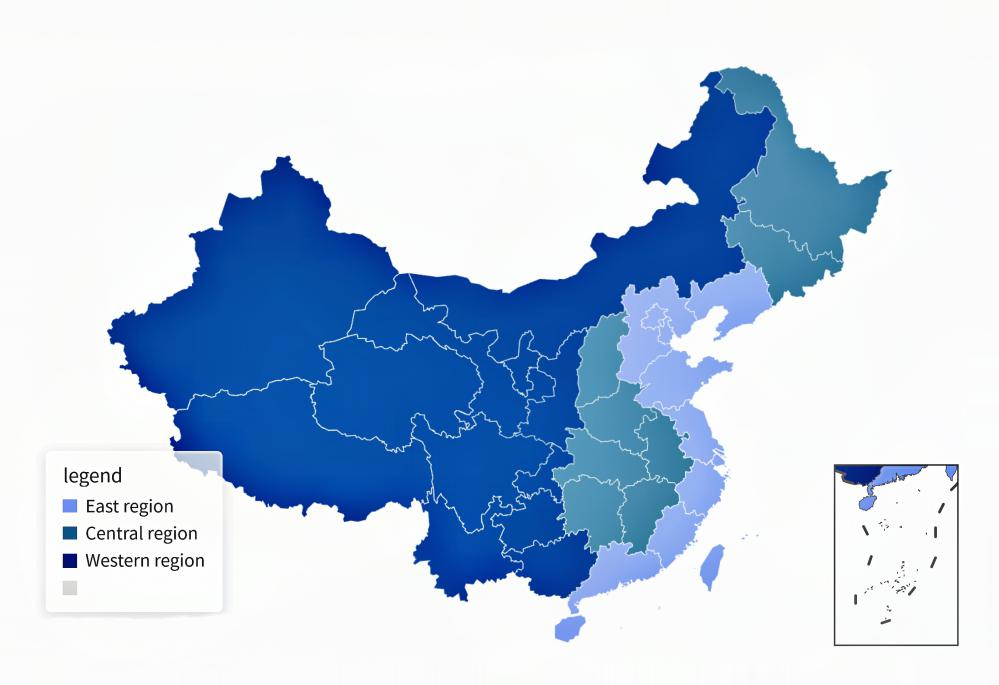 legend
East region
Central region
Western region